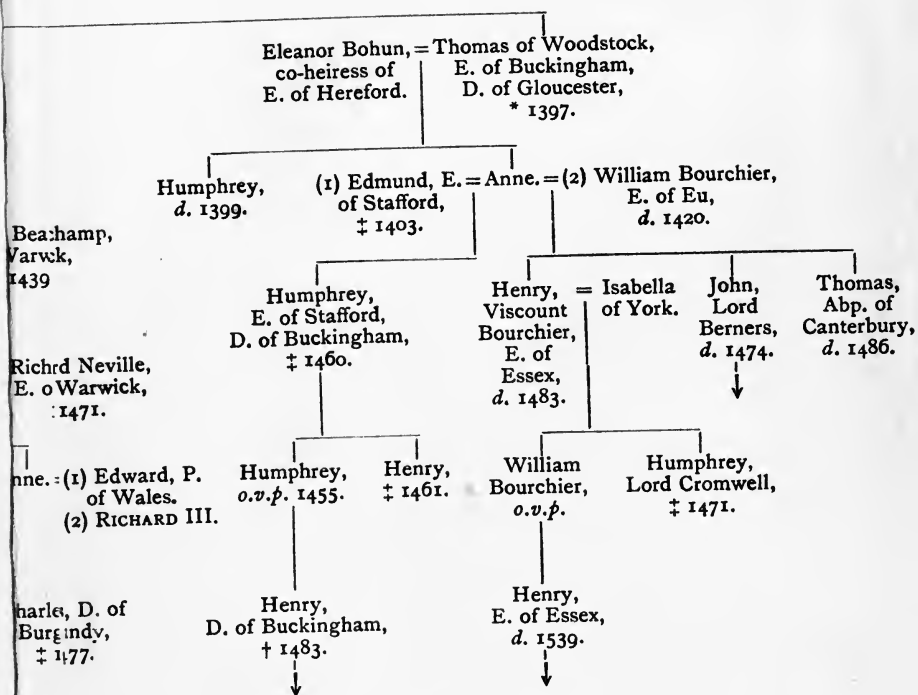 Eleanor Bohun, = Thomas of Woodstock,
co-heiress of E. of Buckingham,
E. of Hereford. D. of Gloucester,
* 1397.
Humphrey,
d. 1399.
(1) Edmund, E. = Anne. = (2) William Bourchier,
of Stafford, E. of Eu,
‡ 1403. d. 1420.
Beauchamp,
Warwick,
1439
Humphrey,
E. of Stafford,
D. of Buckingham,
‡ 1460.
Henry, = Isabella
Viscount of York.
Bourchier,
E. of
Essex,
d. 1483.
John,
Lord
Berners,
d. 1474.
Thomas,
Abp. of
Canterbury,
d. 1486.
Richrd Neville,
E. o Warwick,
: 1471.
nne. = (1) Edward, P.
of Wales.
(2) RICHARD III.
Humphrey,
o.v.p. 1455.
Henry,
‡ 1461.
William
Bourchier,
o.v.p.
Humphrey,
Lord Cromwell,
‡ 1471.
harles, D. of
Burgundy,
‡ 1477.
Henry,
D. of Buckingham,
† 1483.
Henry,
E. of Essex,
d. 1539.